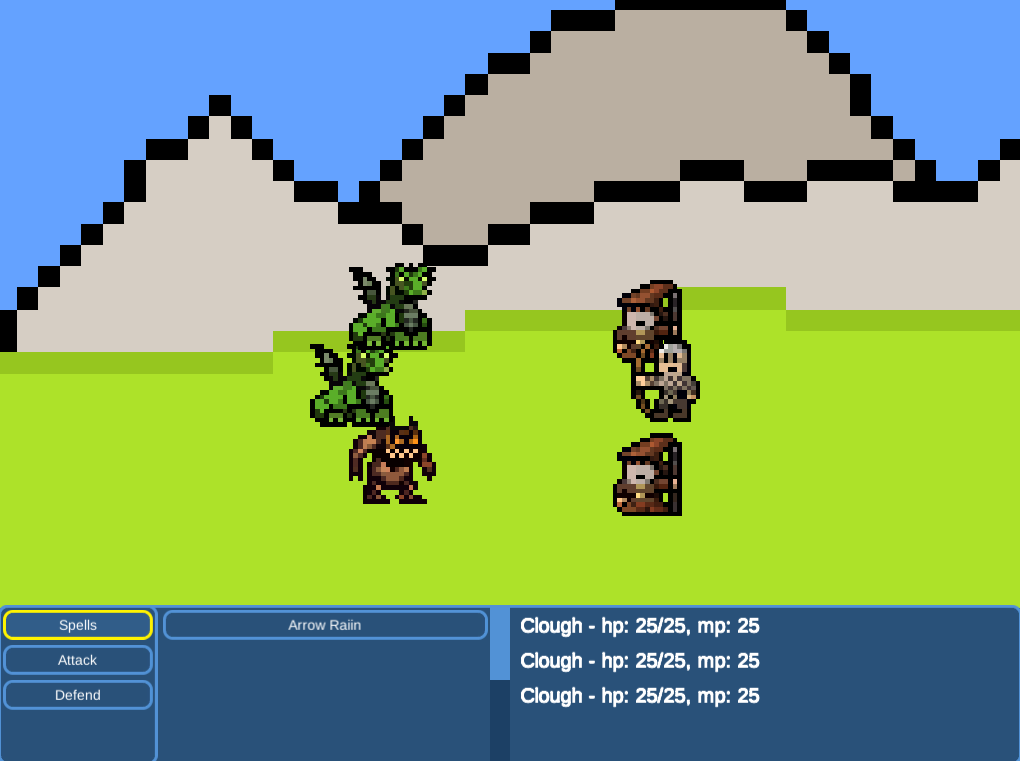 Spells
Attack
Defend
Arrow Raiin
Clough - hp: 25/25, mp: 25
Clough - hp: 25/25, mp: 25
Clough - hp: 25/25, mp: 25